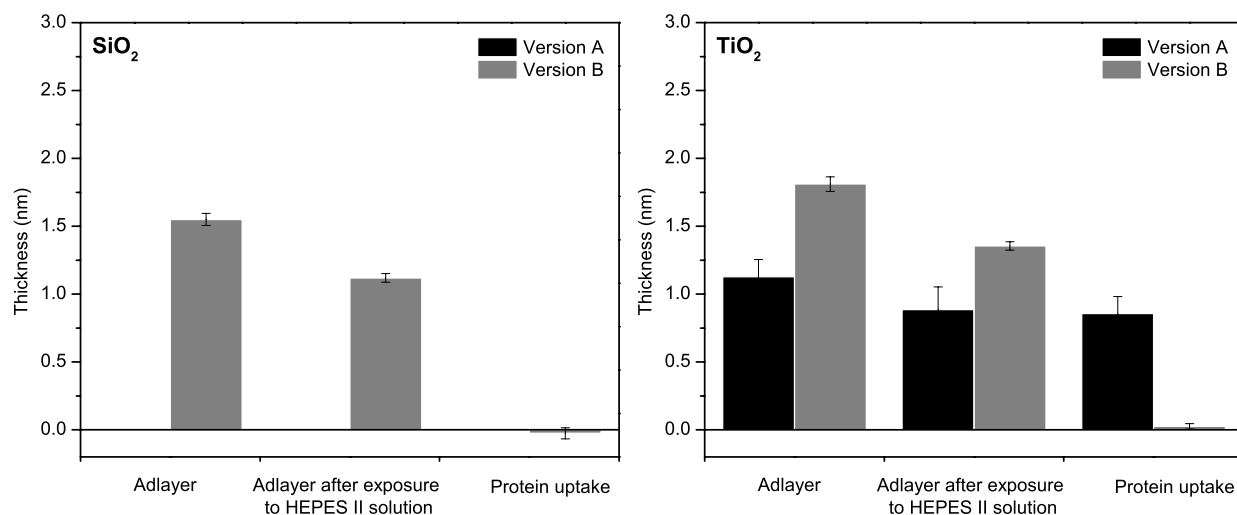 SiO2
Version A
Version B
Thickness (nm)
3.0
2.5
2.0
1.5
1.0
0.5
0.0
Adlayer
Adlayer after exposure
to HEPES II solution
Protein uptake
TiO2
Version A
Version B
Thickness (nm)
3.0
2.5
2.0
1.5
1.0
0.5
0.0
Adlayer
Adlayer after exposure
to HEPES II solution
Protein uptake